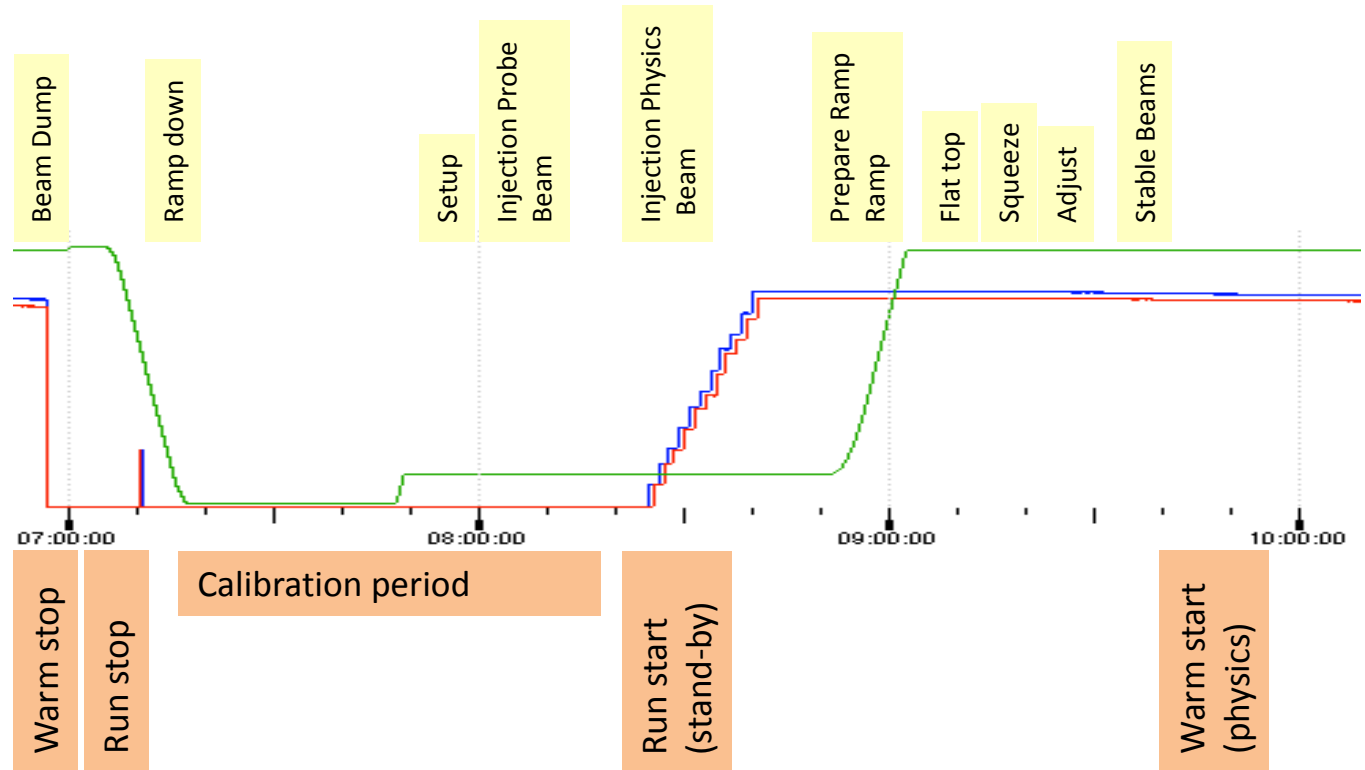 Beam Dump
Ramp down
Setup
Injection Probe
Beam
Injection Physics
Beam
Prepare Ramp
Ramp
Flat top
Squeeze
Adjust
Stable Beams
07:00:00
08:00:00
09:00:00
10:00:00
Warm stop
Run stop
Calibration period
Run start
(stand-by)
Warm start
(physics)